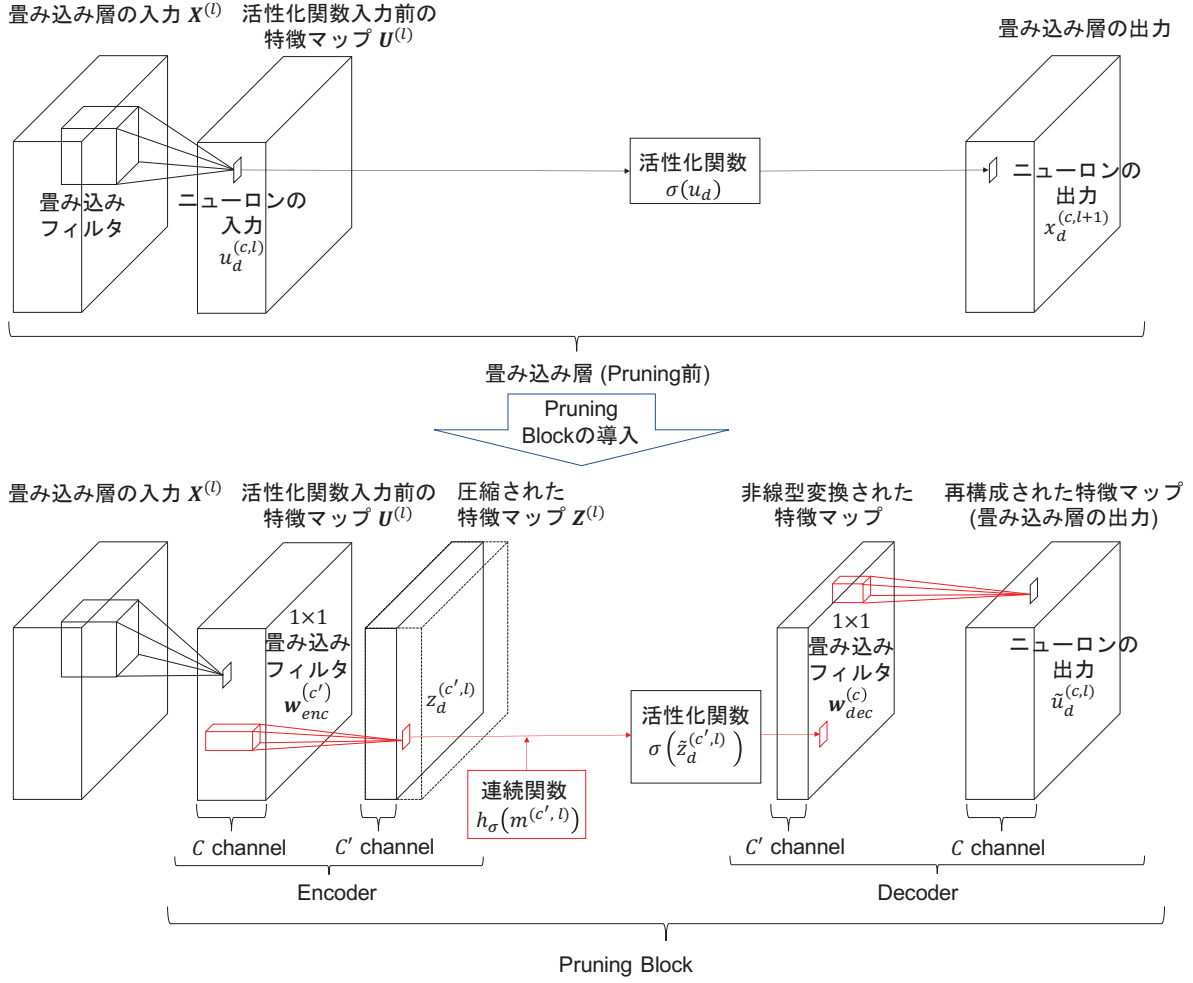 畳み込み層の入力 X^{(l)}
活性化関数入力前の
特徴マップ U^{(l)}
畳み込み層の出力
畳み込み
フィルタ
ニューロンの
入力
u_d^{(c,l)}
活性化関数
σ(u_d)
ニューロンの
出力
x_d^{(c,l+1)}
畳み込み層 (Pruning前)
Pruning
Blockの導入
畳み込み層の入力 X^{(l)}
活性化関数入力前の
特徴マップ U^{(l)}
圧縮された
特徴マップ Z^{(l)}
非線型変換された
特徴マップ
再構成された特徴マップ
(畳み込み層の出力)
1×1
畳み込み
フィルタ
w_{enc}^{(c′)}
z_d^{(c′,l)}
連続関数
h_σ(m^{(c′, l)})
活性化関数
σ(z̃_d^{(c′,l)})
1×1
畳み込み
フィルタ
w_{dec}^{(c)}
ニューロンの
出力
ũ_d^{(c,l)}
C channel
C′ channel
C′ channel
C channel
Encoder
Decoder
Pruning Block